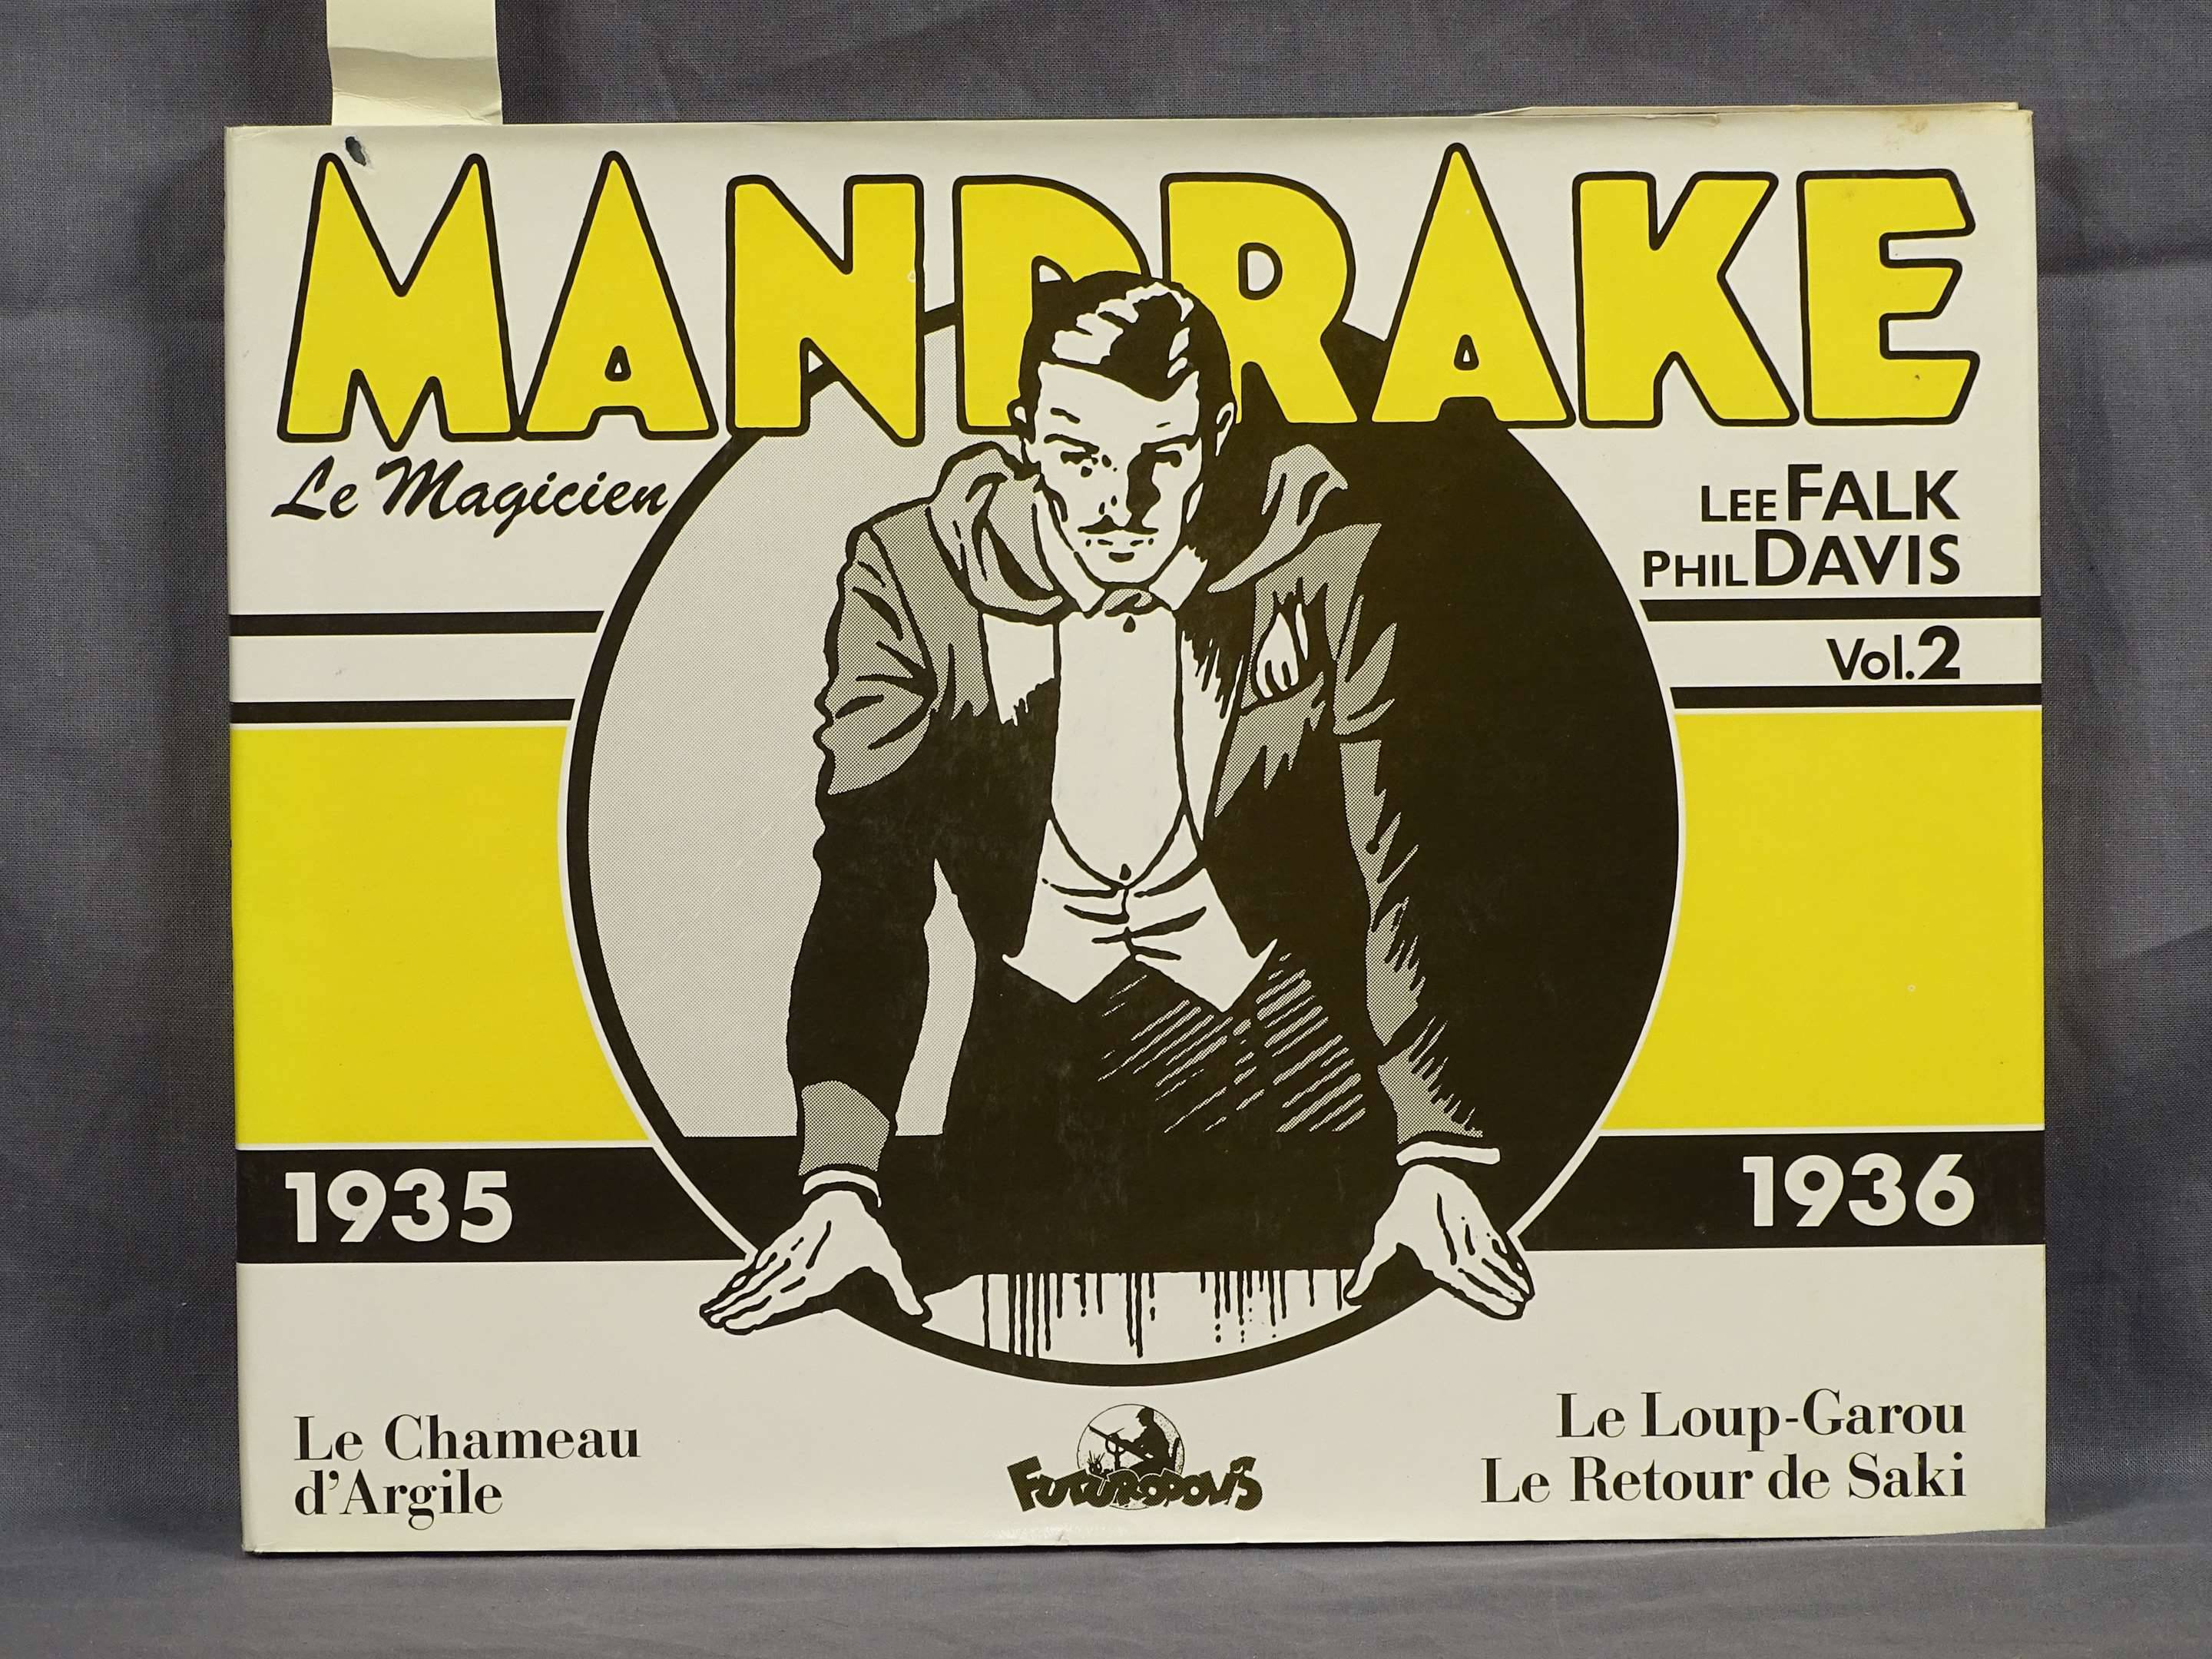 MANDRAKE
Le Magicien
LEE FALK
PHIL DAVIS
Vol.2
1935
1936
Le Chameau
d'Argile
Le Loup-Garou
Le Retour de Saki
FUTUROPOLIS